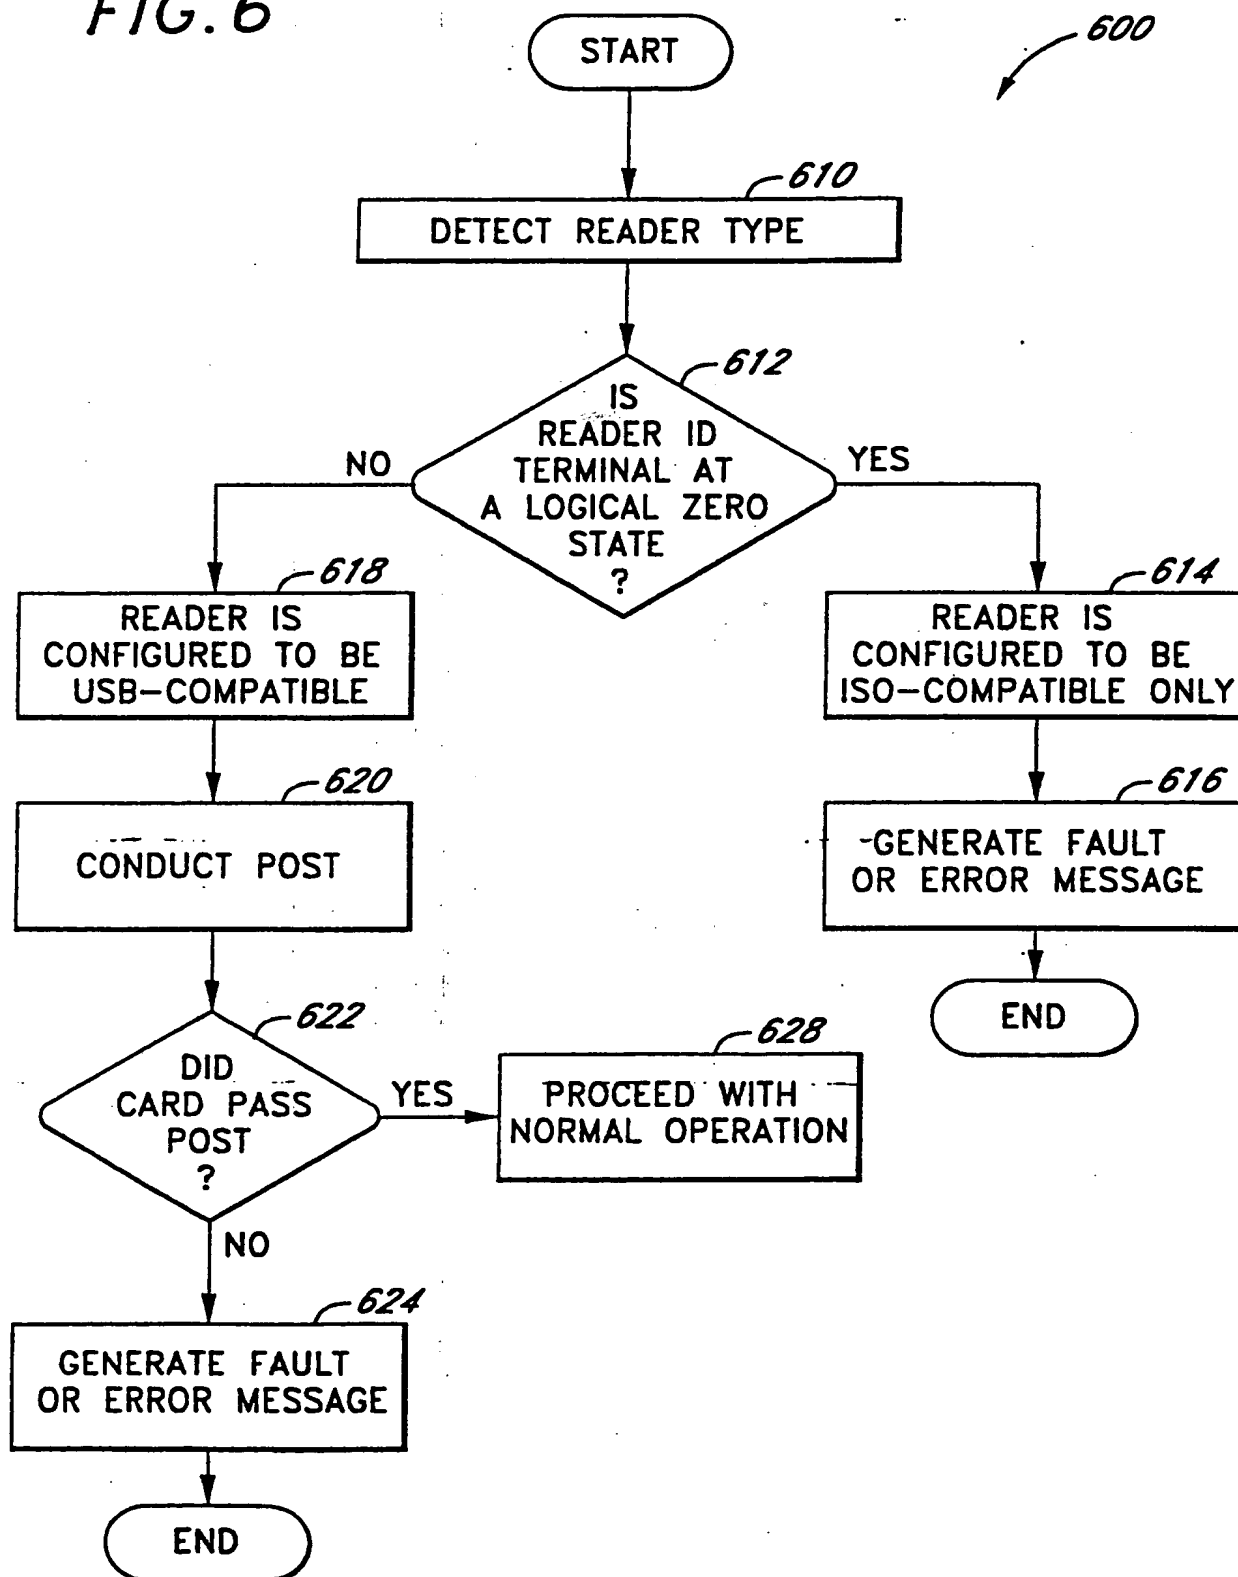 FIG. 6
START
600
610
DETECT READER TYPE
612
IS
READER ID
TERMINAL AT
A LOGICAL ZERO
STATE
?
NO
YES
618
READER IS
CONFIGURED TO BE
USB-COMPATIBLE
614
READER IS
CONFIGURED TO BE
ISO-COMPATIBLE ONLY
620
CONDUCT POST
616
GENERATE FAULT
OR ERROR MESSAGE
END
622
DID
CARD PASS
POST
?
YES
628
PROCEED WITH
NORMAL OPERATION
NO
624
GENERATE FAULT
OR ERROR MESSAGE
END